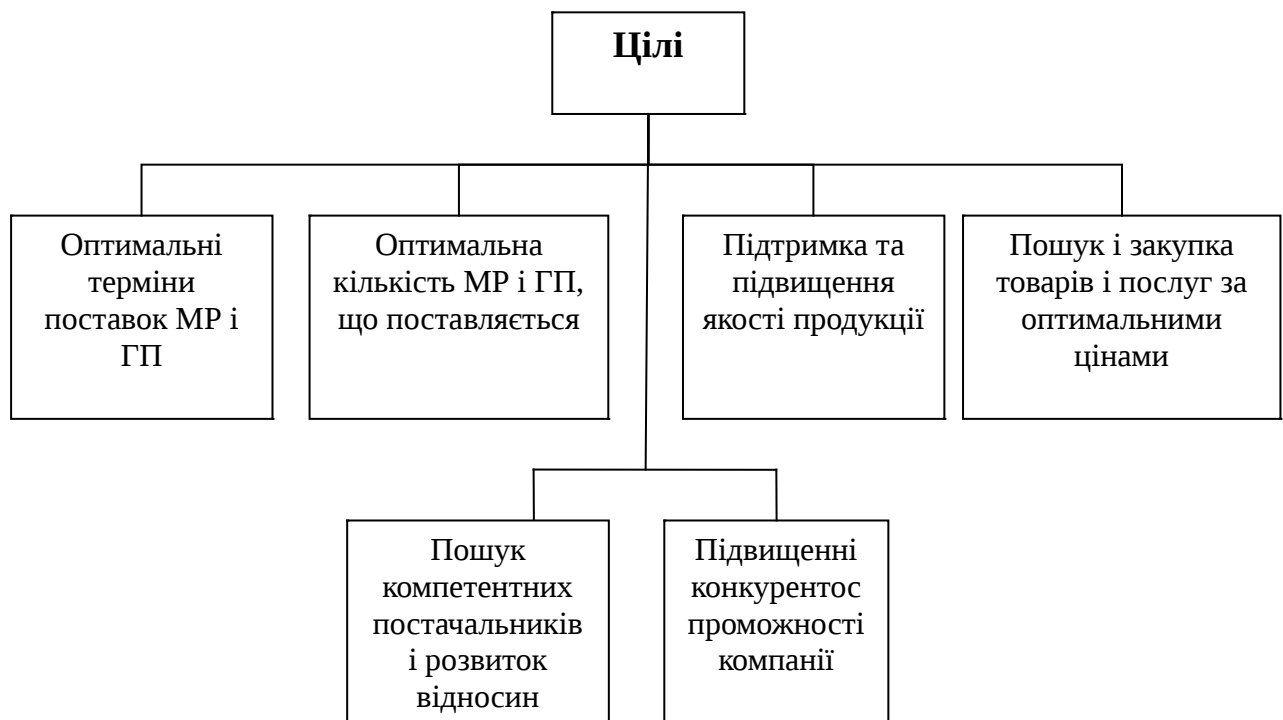 Цілі
Оптимальні
терміни
поставок МР і
ГП
Оптимальна
кількість МР і ГП,
що поставляється
Підтримка та
підвищення
якості продукції
Пошук і закупка
товарів і послуг за
оптимальними
цінами
Пошук
компетентних
постачальників
і розвиток
відносин
Підвищенні
конкурентос
проможності
компанії